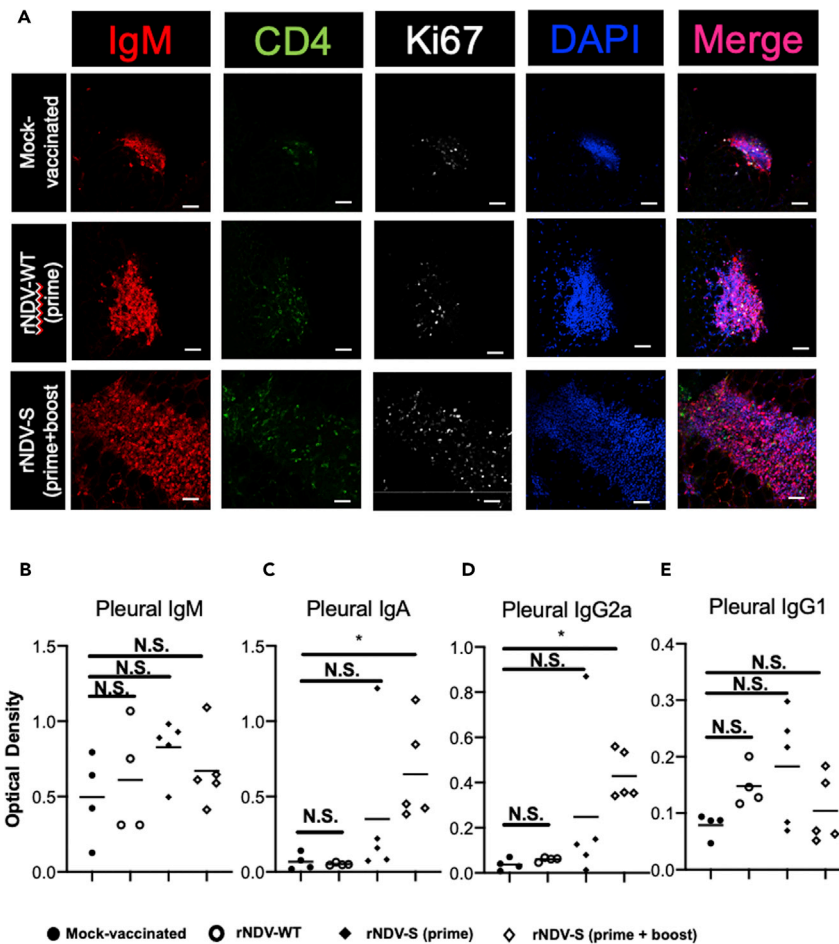 A
IgM CD4 Ki67 DAPI Merge
Mock-
vaccinated
rNDV-WT
(prime)
rNDV-S
(prime+boost)
B C D E
Pleural IgM Pleural IgA Pleural IgG2a Pleural IgG1
Optical Density
1.5
1.0
0.5
0.0
N.S.
N.S.
N.S.
1.5
1.0
0.5
0.0
*
N.S.
N.S.
1.0
0.8
0.6
0.4
0.2
0.0
*
N.S.
N.S.
0.4
0.3
0.2
0.1
0.0
N.S.
N.S.
N.S.
Mock-vaccinated rNDV-WT rNDV-S (prime) rNDV-S (prime + boost)